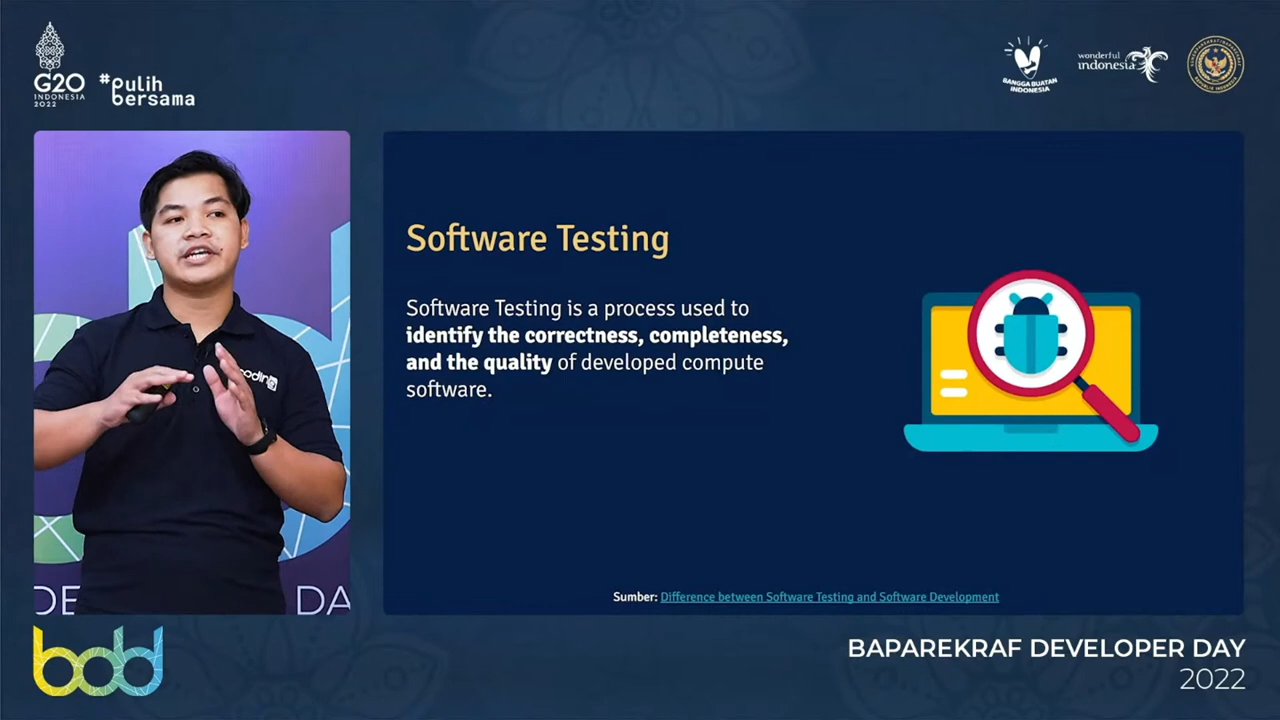 G20
INDONESIA
2022
#pulih
bersama
BANGGA BUATAN
INDONESIA
wonderful
indonesia
Software Testing
Software Testing is a process used to
identify the correctness, completeness,
and the quality of developed compute
software.
Sumber: Difference between Software Testing and Software Development
DE
DA
bdd
BAPAREKRAF DEVELOPER DAY
2022